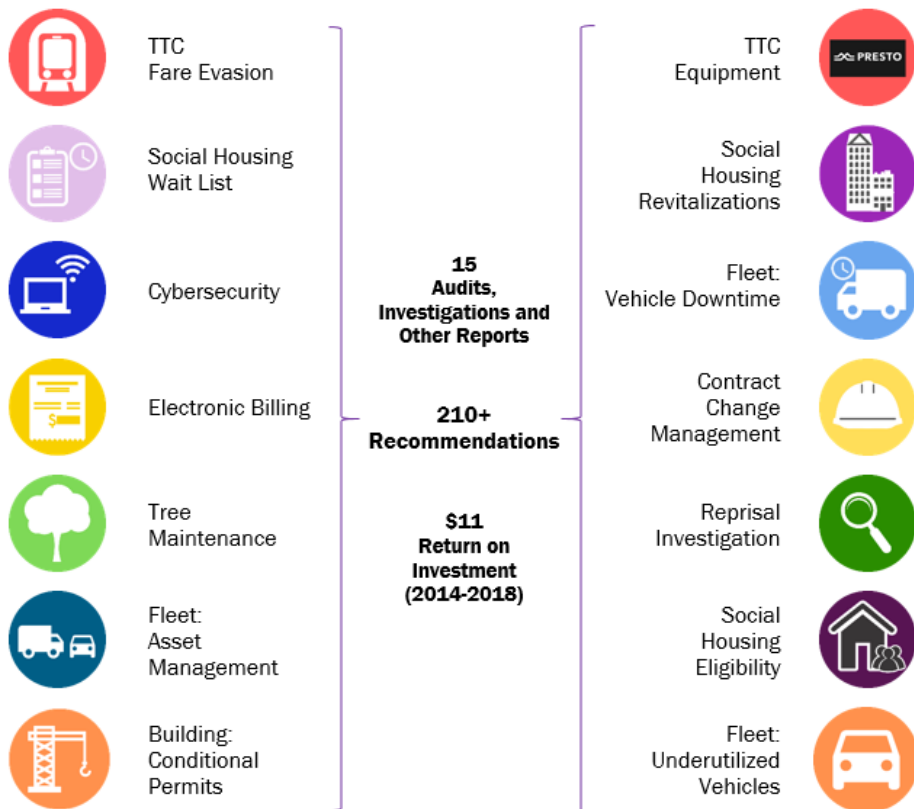 TTC
Fare Evasion
Social Housing
Wait List
Cybersecurity
Electronic Billing
$
Tree
Maintenance
Fleet:
Asset
Management
Building:
Conditional
Permits
15
Audits,
Investigations and
Other Reports
210+
Recommendations
$11
Return on
Investment
(2014-2018)
TTC
Equipment
PRESTO
Social
Housing
Revitalizations
Fleet:
Vehicle Downtime
Contract
Change
Management
Reprisal
Investigation
Social
Housing
Eligibility
Fleet:
Underutilized
Vehicles